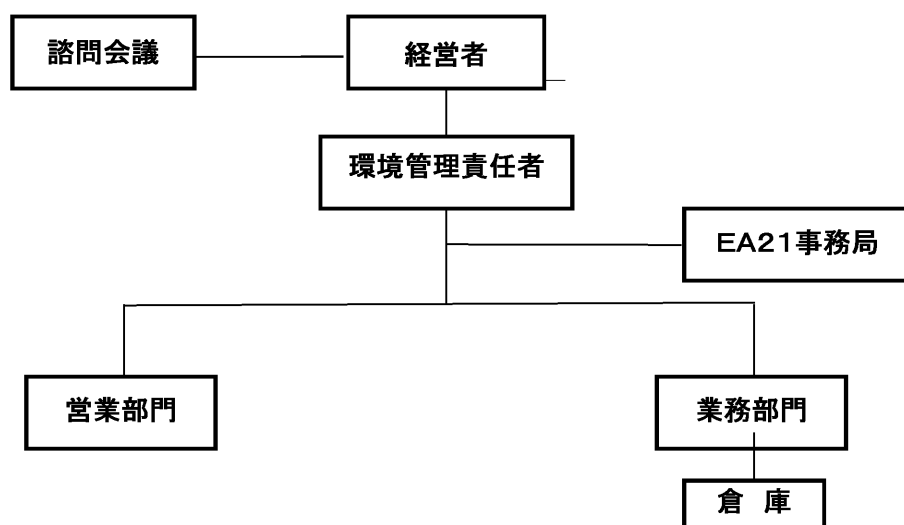 諮問会議
経営者
環境管理責任者
EA21事務局
営業部門
業務部門
倉 庫